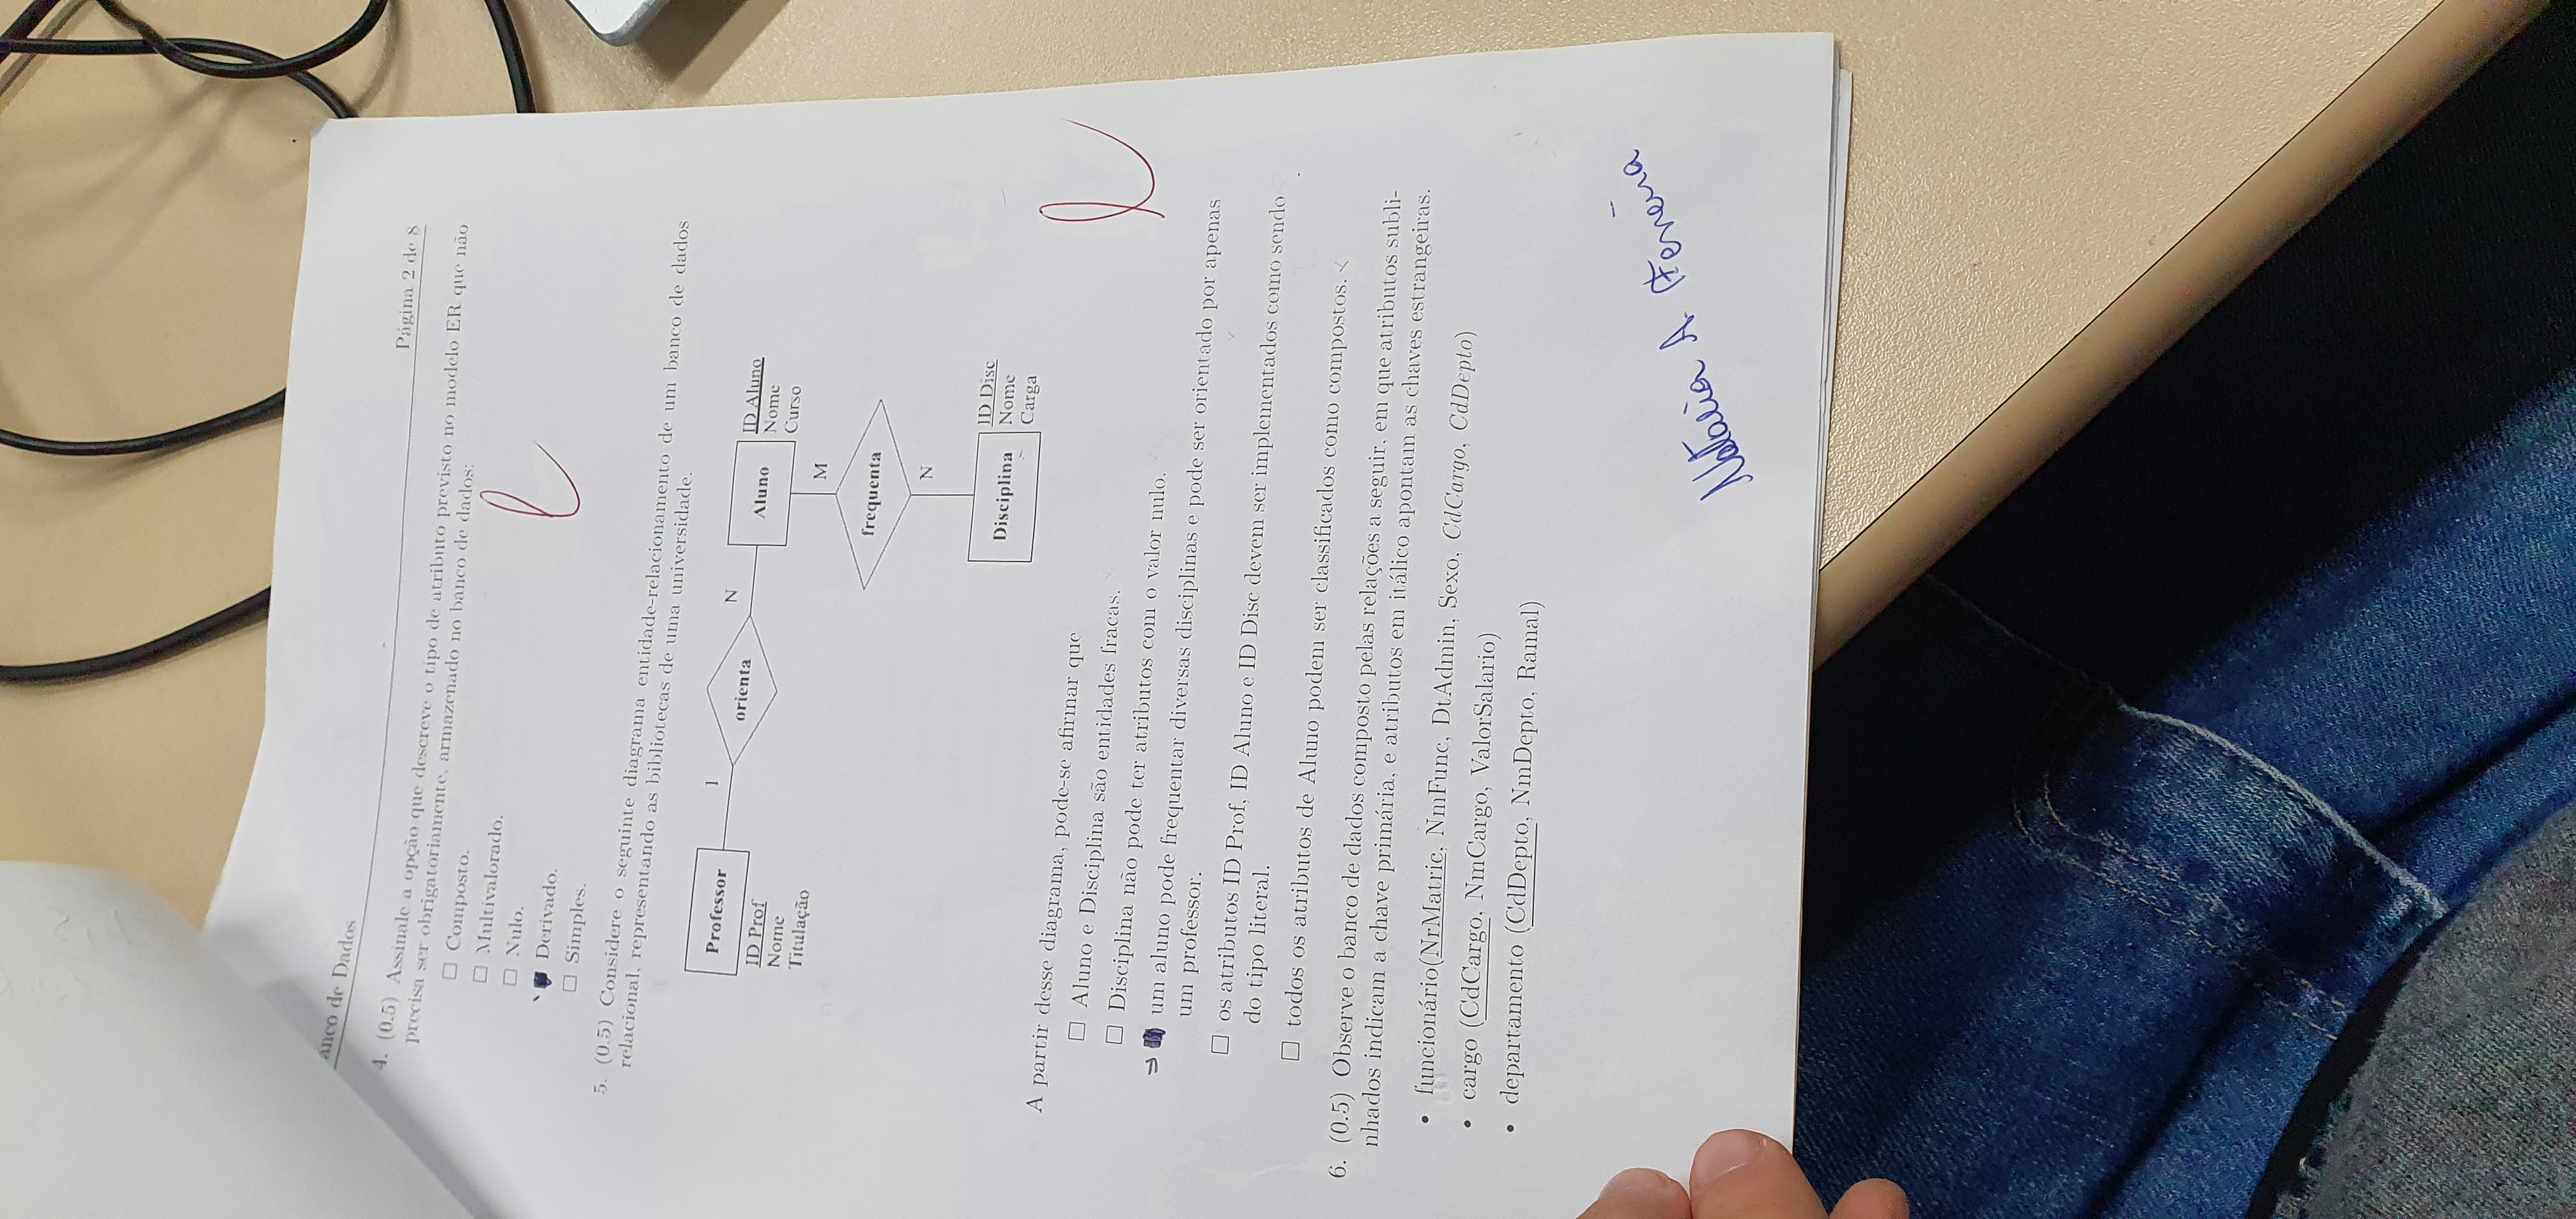 anco de Dados
Página 2 de 8
4. (0.5) Assinale a opção que descreve o tipo de atributo previsto no modelo ER que não
precisa ser obrigatoriamente, armazenado no banco de dados:
Composto.
Multivalorado.
Nulo.
Derivado.
Simples.
5. (0.5) Considere o seguinte diagrama entidade-relacionamento de um banco de dados
relacional, representando as bibliotecas de uma universidade.
Professor
1
orienta
N
Aluno
ID Aluno
Nome
Curso
ID Prof
Nome
Titulação
M
frequenta
N
Disciplina
ID Disc
Nome
Carga
A partir desse diagrama, pode-se afirmar que
Aluno e Disciplina são entidades fracas.
Disciplina não pode ter atributos com o valor nulo.
um aluno pode frequentar diversas disciplinas e pode ser orientado por apenas
um professor.
os atributos ID Prof, ID Aluno e ID Disc devem ser implementados como sendo
do tipo literal.
todos os atributos de Aluno podem ser classificados como compostos.
6. (0.5) Observe o banco de dados composto pelas relações a seguir, em que atributos subli-
nhados indicam a chave primária, e atributos em itálico apontam as chaves estrangeiras.
• funcionário(NrMatric, NmFunc, DtAdmin, Sexo, CdCargo, CdDepto)
• cargo (CdCargo, NmCargo, ValorSalario)
• departamento (CdDepto, NmDepto, Ramal)
Natalia A. Ferreira